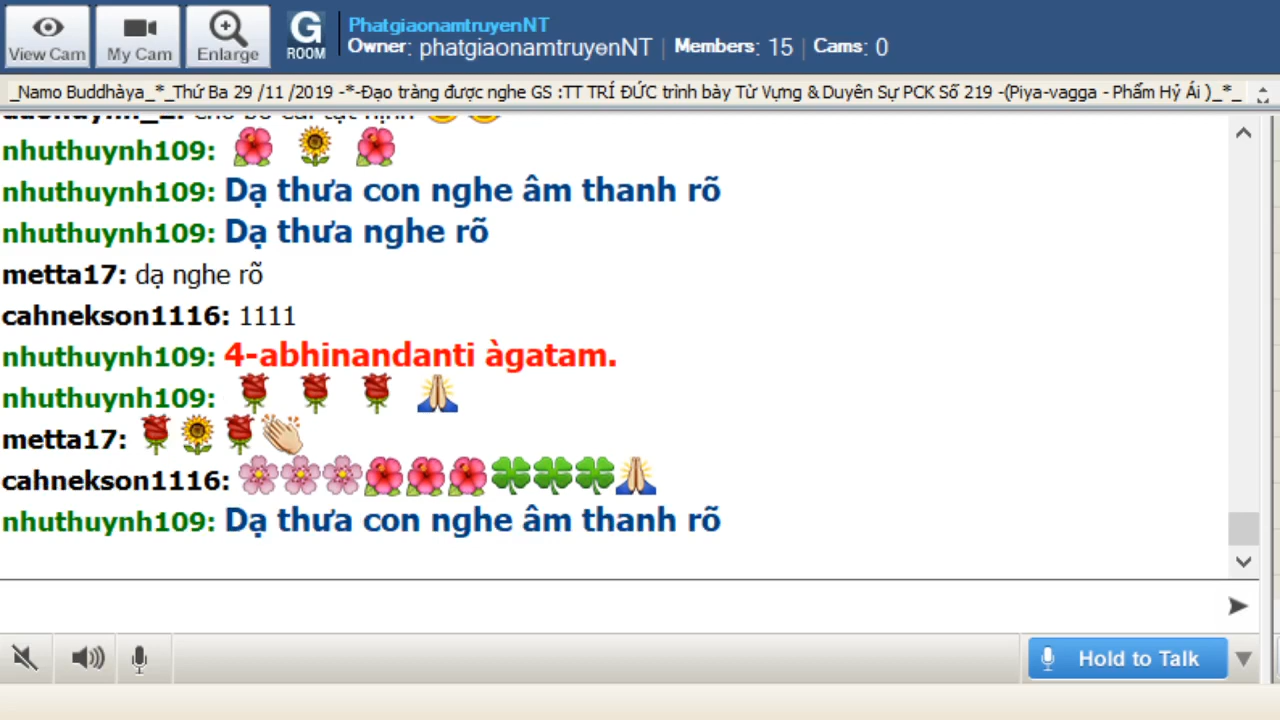 View Cam
My Cam
Enlarge
G
ROOM
PhatgiaonamtruyenNT
Owner: phatgiaonamtruyenNT | Members: 15 | Cams: 0
_Namo Buddhàya_*_Thứ Ba 29 /11 /2019 -*-Đạo tràng được nghe GS :TT TRÍ ĐỨC trình bày Từ Vựng & Duyên Sự PCK Số 219 -(Piya-vagga - Phẩm Hỷ Ái )_*_
nhuthuynh109:
nhuthuynh109: Dạ thưa con nghe âm thanh rõ
nhuthuynh109: Dạ thưa nghe rõ
metta17: dạ nghe rõ
cahnekson1116: 1111
nhuthuynh109: 4-abhinandanti àgatam.
nhuthuynh109: 🌹 🌹 🌹 🙏
metta17: 🌹🌻🌹👏
cahnekson1116: 🌸🌸🌸🌺🌺🌺🍀🍀🍀🙏
nhuthuynh109: Dạ thưa con nghe âm thanh rõ
Hold to Talk